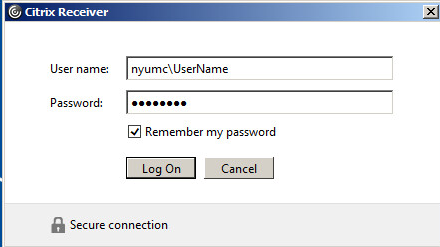 Citrix Receiver
User name: nyumc\UserName
Password: ●●●●●●●●
Remember my password
Log On Cancel
Secure connection